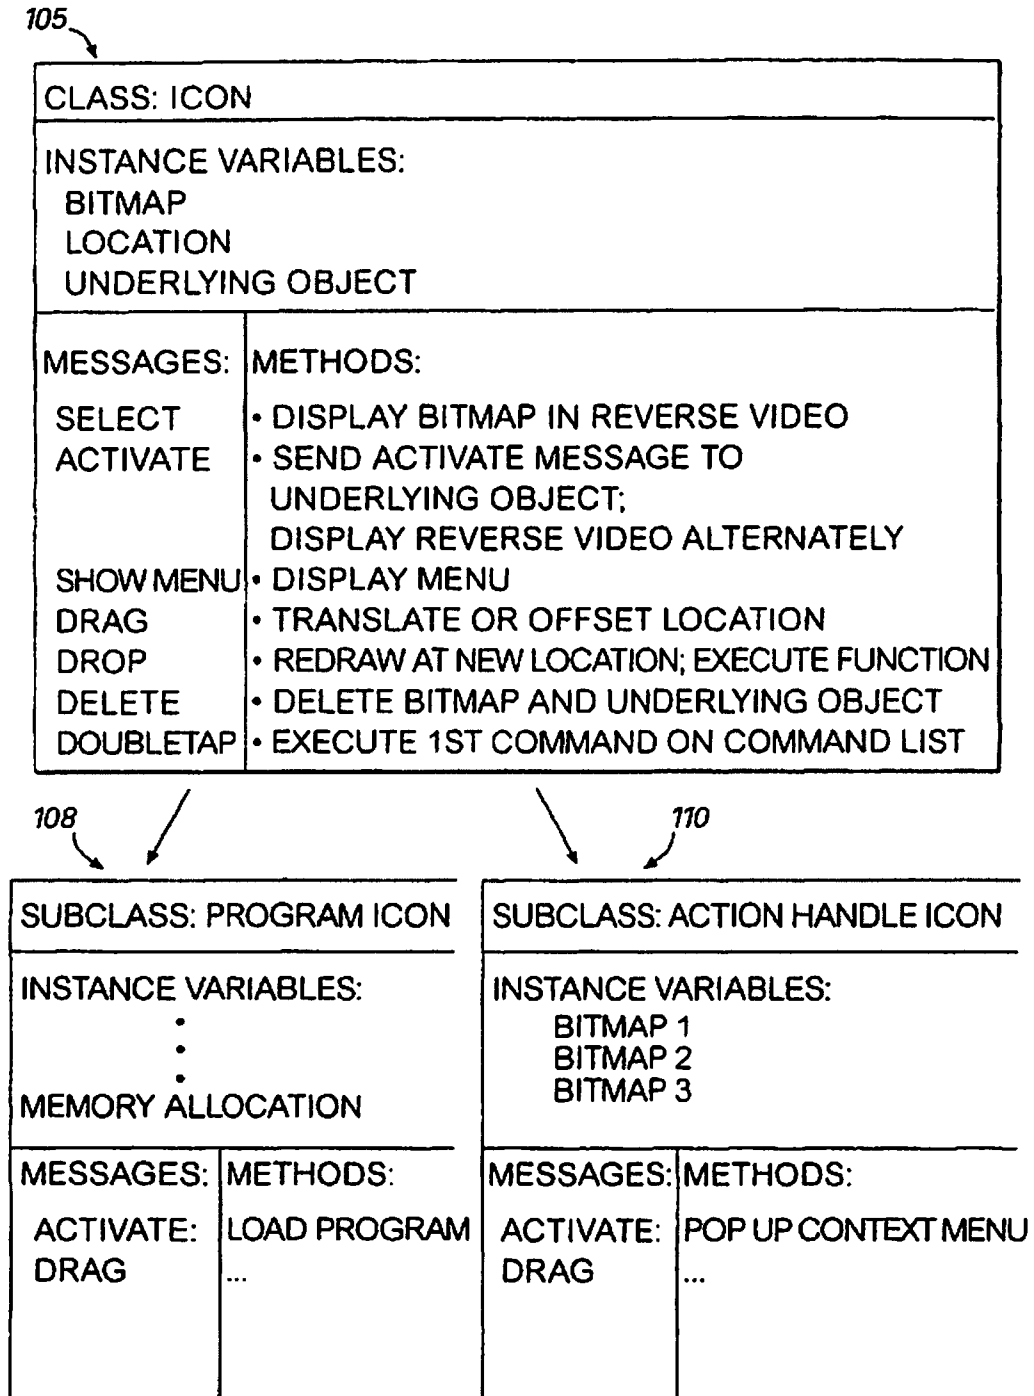 105
CLASS: ICON
INSTANCE VARIABLES:
BITMAP
LOCATION
UNDERLYING OBJECT
MESSAGES: METHODS:
SELECT • DISPLAY BITMAP IN REVERSE VIDEO
ACTIVATE • SEND ACTIVATE MESSAGE TO
UNDERLYING OBJECT;
DISPLAY REVERSE VIDEO ALTERNATELY
SHOW MENU • DISPLAY MENU
DRAG • TRANSLATE OR OFFSET LOCATION
DROP • REDRAW AT NEW LOCATION; EXECUTE FUNCTION
DELETE • DELETE BITMAP AND UNDERLYING OBJECT
DOUBLETAP • EXECUTE 1ST COMMAND ON COMMAND LIST
108
SUBCLASS: PROGRAM ICON
INSTANCE VARIABLES:
•
•
•
MEMORY ALLOCATION
MESSAGES: METHODS:
ACTIVATE: LOAD PROGRAM
DRAG ...
110
SUBCLASS: ACTION HANDLE ICON
INSTANCE VARIABLES:
BITMAP 1
BITMAP 2
BITMAP 3
MESSAGES: METHODS:
ACTIVATE: POP UP CONTEXT MENU
DRAG ...